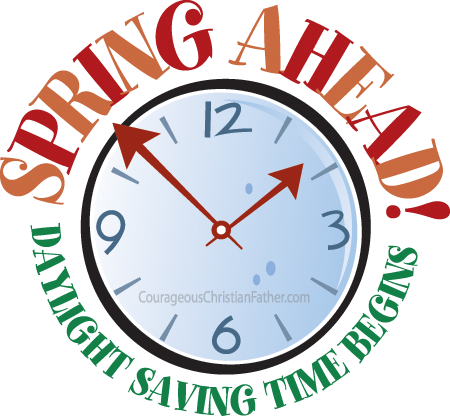 SPRING AHEAD!
12
9
3
CourageousChristianFather.com
6
DAYLIGHT SAVING TIME BEGINS